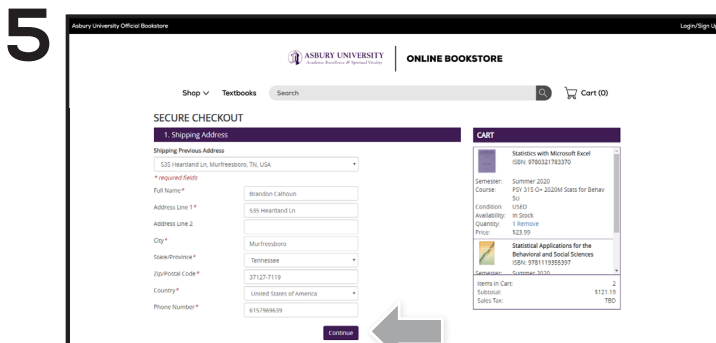 5
Asbury University Official Bookstore
Login/Sign Up
ASBURY UNIVERSITY
Academic Excellence & Spiritual Vitality
ONLINE BOOKSTORE
Shop
Textbooks
Search
Cart (0)
SECURE CHECKOUT
1. Shipping Address
Shipping Previous Address
535 Hearsland Ln, Murfreesboro, TN, USA
* required fields
Full Name*
Brandon Calhoun
Address Line 1*
535 Heartland Ln
Address Line 2
City*
Murfreesboro
State/Province*
Tennessee
Zip/Postal Code*
37127-7119
Country*
United States of America
Phone Number*
6157969639
Continue
CART
Statistics with Microsoft Excel
ISBN: 9780321783370
Semester: Summer 2020
Course: PSY 315 O+ 2020M Stats for Behav
Sci
Condition: USED
Availability: In Stock
Quantity: 1 Remove
Price: $23.99
Statistical Applications for the
Behavioral and Social Sciences
ISBN: 9781119355397
Semester: Summer 2020
Items in Cart: 2
Subtotal: $121.19
Sales Tax: TBD